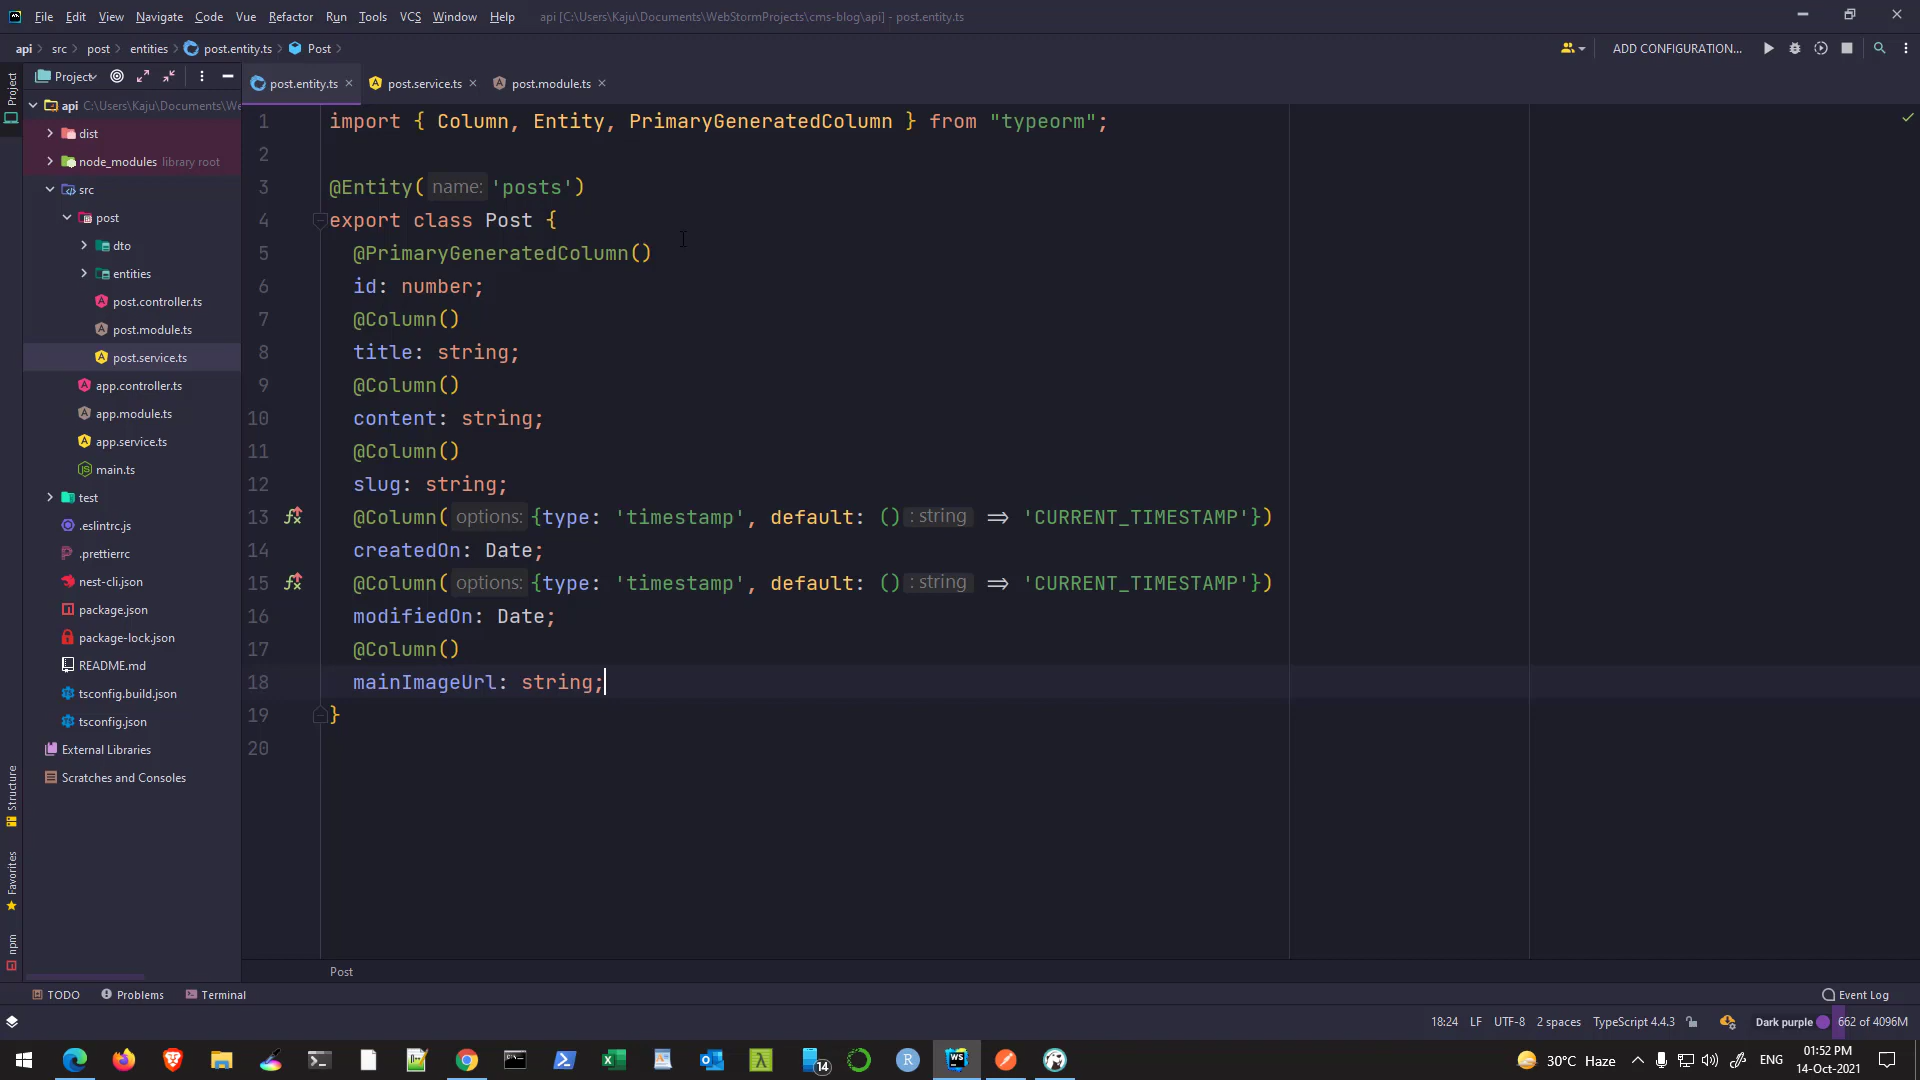 File Edit View Navigate Code Vue Refactor Run Tools VCS Window Help api [C:\Users\Kaju\Documents\WebStormProjects\cms-blog\api] - post.entity.ts
api src post entities post.entity.ts Post ADD CONFIGURATION...
Project post.entity.ts post.service.ts post.module.ts
Project
api C:\Users\Kaju\Documents\We
dist
node_modules library root
src
post
dto
entities
post.controller.ts
post.module.ts
post.service.ts
app.controller.ts
app.module.ts
app.service.ts
main.ts
test
.eslintrc.js
.prettierrc
nest-cli.json
package.json
package-lock.json
README.md
tsconfig.build.json
tsconfig.json
External Libraries
Scratches and Consoles
Structure
Favorites
npm
1 import { Column, Entity, PrimaryGeneratedColumn } from "typeorm";
2
3 @Entity( name: 'posts')
4 export class Post {
5 @PrimaryGeneratedColumn()
6 id: number;
7 @Column()
8 title: string;
9 @Column()
10 content: string;
11 @Column()
12 slug: string;
13 @Column( options: {type: 'timestamp', default: () : string => 'CURRENT_TIMESTAMP'})
14 createdOn: Date;
15 @Column( options: {type: 'timestamp', default: () : string => 'CURRENT_TIMESTAMP'})
16 modifiedOn: Date;
17 @Column()
18 mainImageUrl: string;
19 }
20
Post
TODO Problems Terminal Event Log
18:24 LF UTF-8 2 spaces TypeScript 4.4.3 Dark purple 662 of 4096M
14 R WS 30°C Haze ENG 01:52 PM
14-Oct-2021